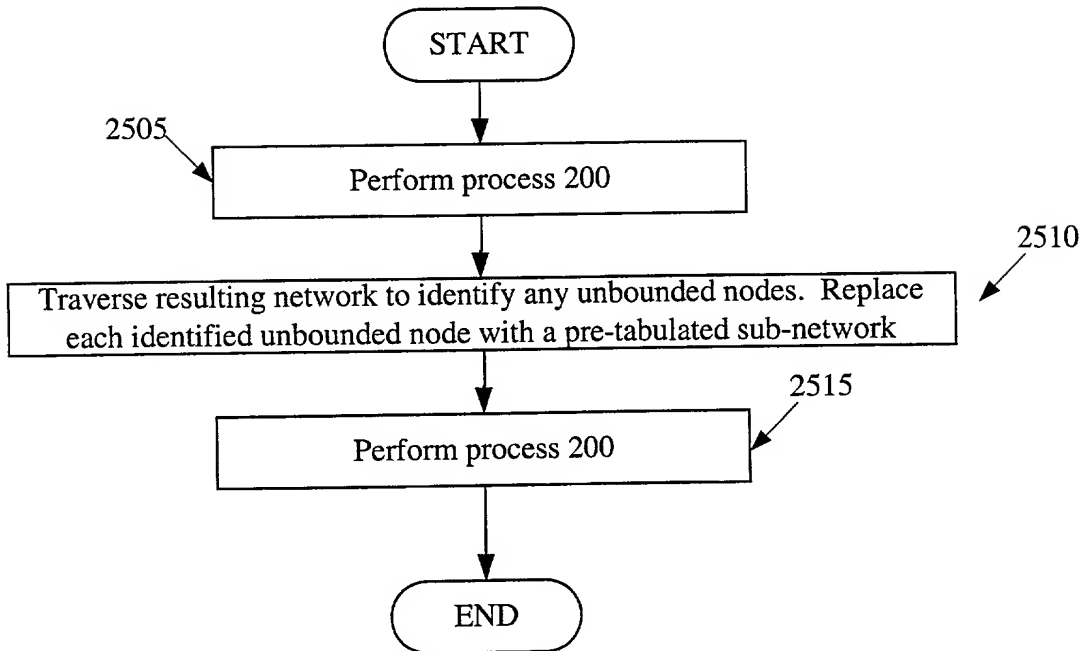 START
2505
Perform process 200
2510
Traverse resulting network to identify any unbounded nodes. Replace
each identified unbounded node with a pre-tabulated sub-network
2515
Perform process 200
END